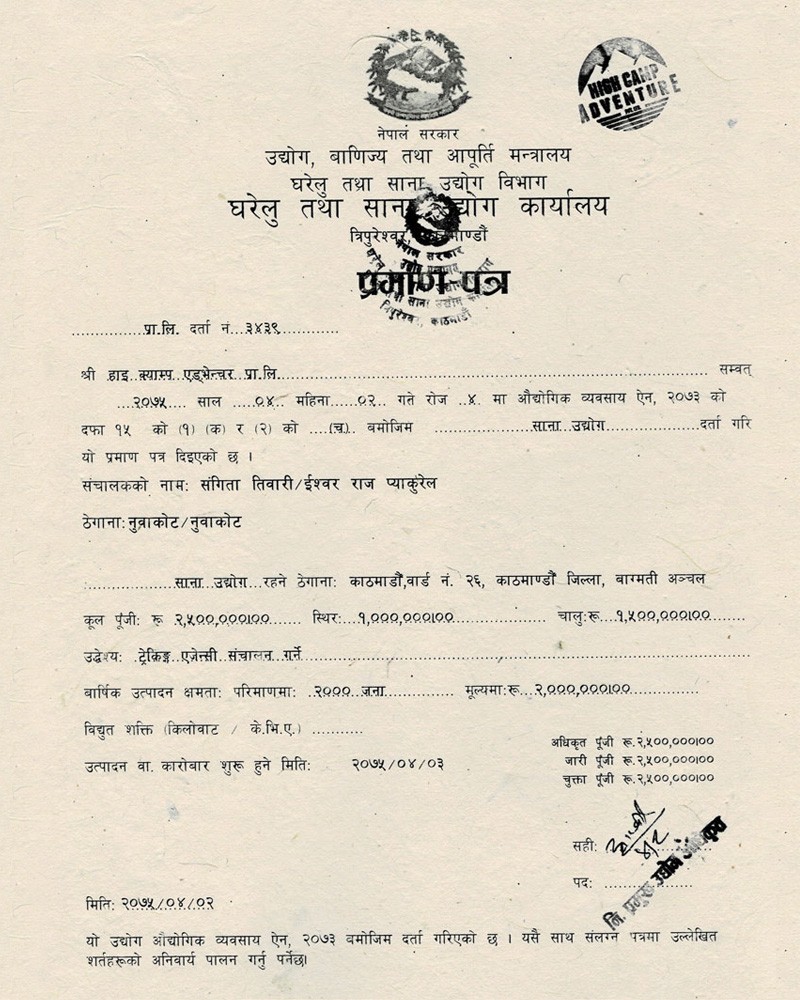 HIGH CAMP
ADVENTURE
नेपाल सरकार
उद्योग, बाणिज्य तथा आपूर्ति मन्त्रालय
घरेलु तथा साना उद्योग विभाग
घरेलु तथा साना उद्योग कार्यालय
त्रिपुरेश्वर, काठमाण्डौं
नेपाल सरकार
प्रमाण-पत्र
त्रिपुरेश्वर, काठमाडौं
..............प्रा.लि. दर्ता नं...३४३९............
श्री हाइ क्याम्प एड्भेन्चर प्रा.लि............ सम्वत्
....२०७५.... साल .....०४.. महिना......०२.. गते रोज ..४. मा औद्योगिक व्यवसाय ऐन, २०७३ को
दफा १५ को (१) (क) र (२) को ....(च).. बमोजिम ................साना उद्योग................दर्ता गरि
यो प्रमाण पत्र दिइएको छ ।
संचालकको नाम: संगिता तिवारी/ईश्वर राज प्याकुरेल
ठेगाना: नुवाकोट/नुवाकोट
:..............साना उद्योग...रहने ठेगाना: काठमाडौं,वार्ड नं. २६, काठमाण्डौं जिल्ला, बाग्मती अञ्चल
कूल पूंजी: रू २,५००,०००।०० ....... स्थिर:...१,०००,०००।००................ चालु:रू...१,५००,०००।००.......
उद्धेश्य: ट्रेकिङ्ग एजेन्सी संचालन गर्ने............
बार्षिक उत्पादन क्षमता: परिमाणमा: ..२००० जना............ मूल्यमा:रू...२,०००,०००।००............
विद्युत शक्ति (किलोवाट / के.भि.ए.) ...........
अधिकृत पूंजी रू.२,५००,०००।००
जारी पूंजी रू.२,५००,०००।००
चुक्ता पूंजी रू.२,५००,०००।००
उत्पादन वा. कारोबार शुरू हुने मिति: २०७५/०४/०३
सही:
पद: ...................
नि. प्रमुख उद्योग अधिकृत
मिति: २०७५/०४/०२
यो उद्योग औद्योगिक व्यवसाय ऐन, २०७३ बमोजिम दर्ता गरिएको छ । यसै साथ संलग्न पत्रमा उल्लेखित
शर्तहरूको अनिवार्य पालन गर्नु पर्नेछ।